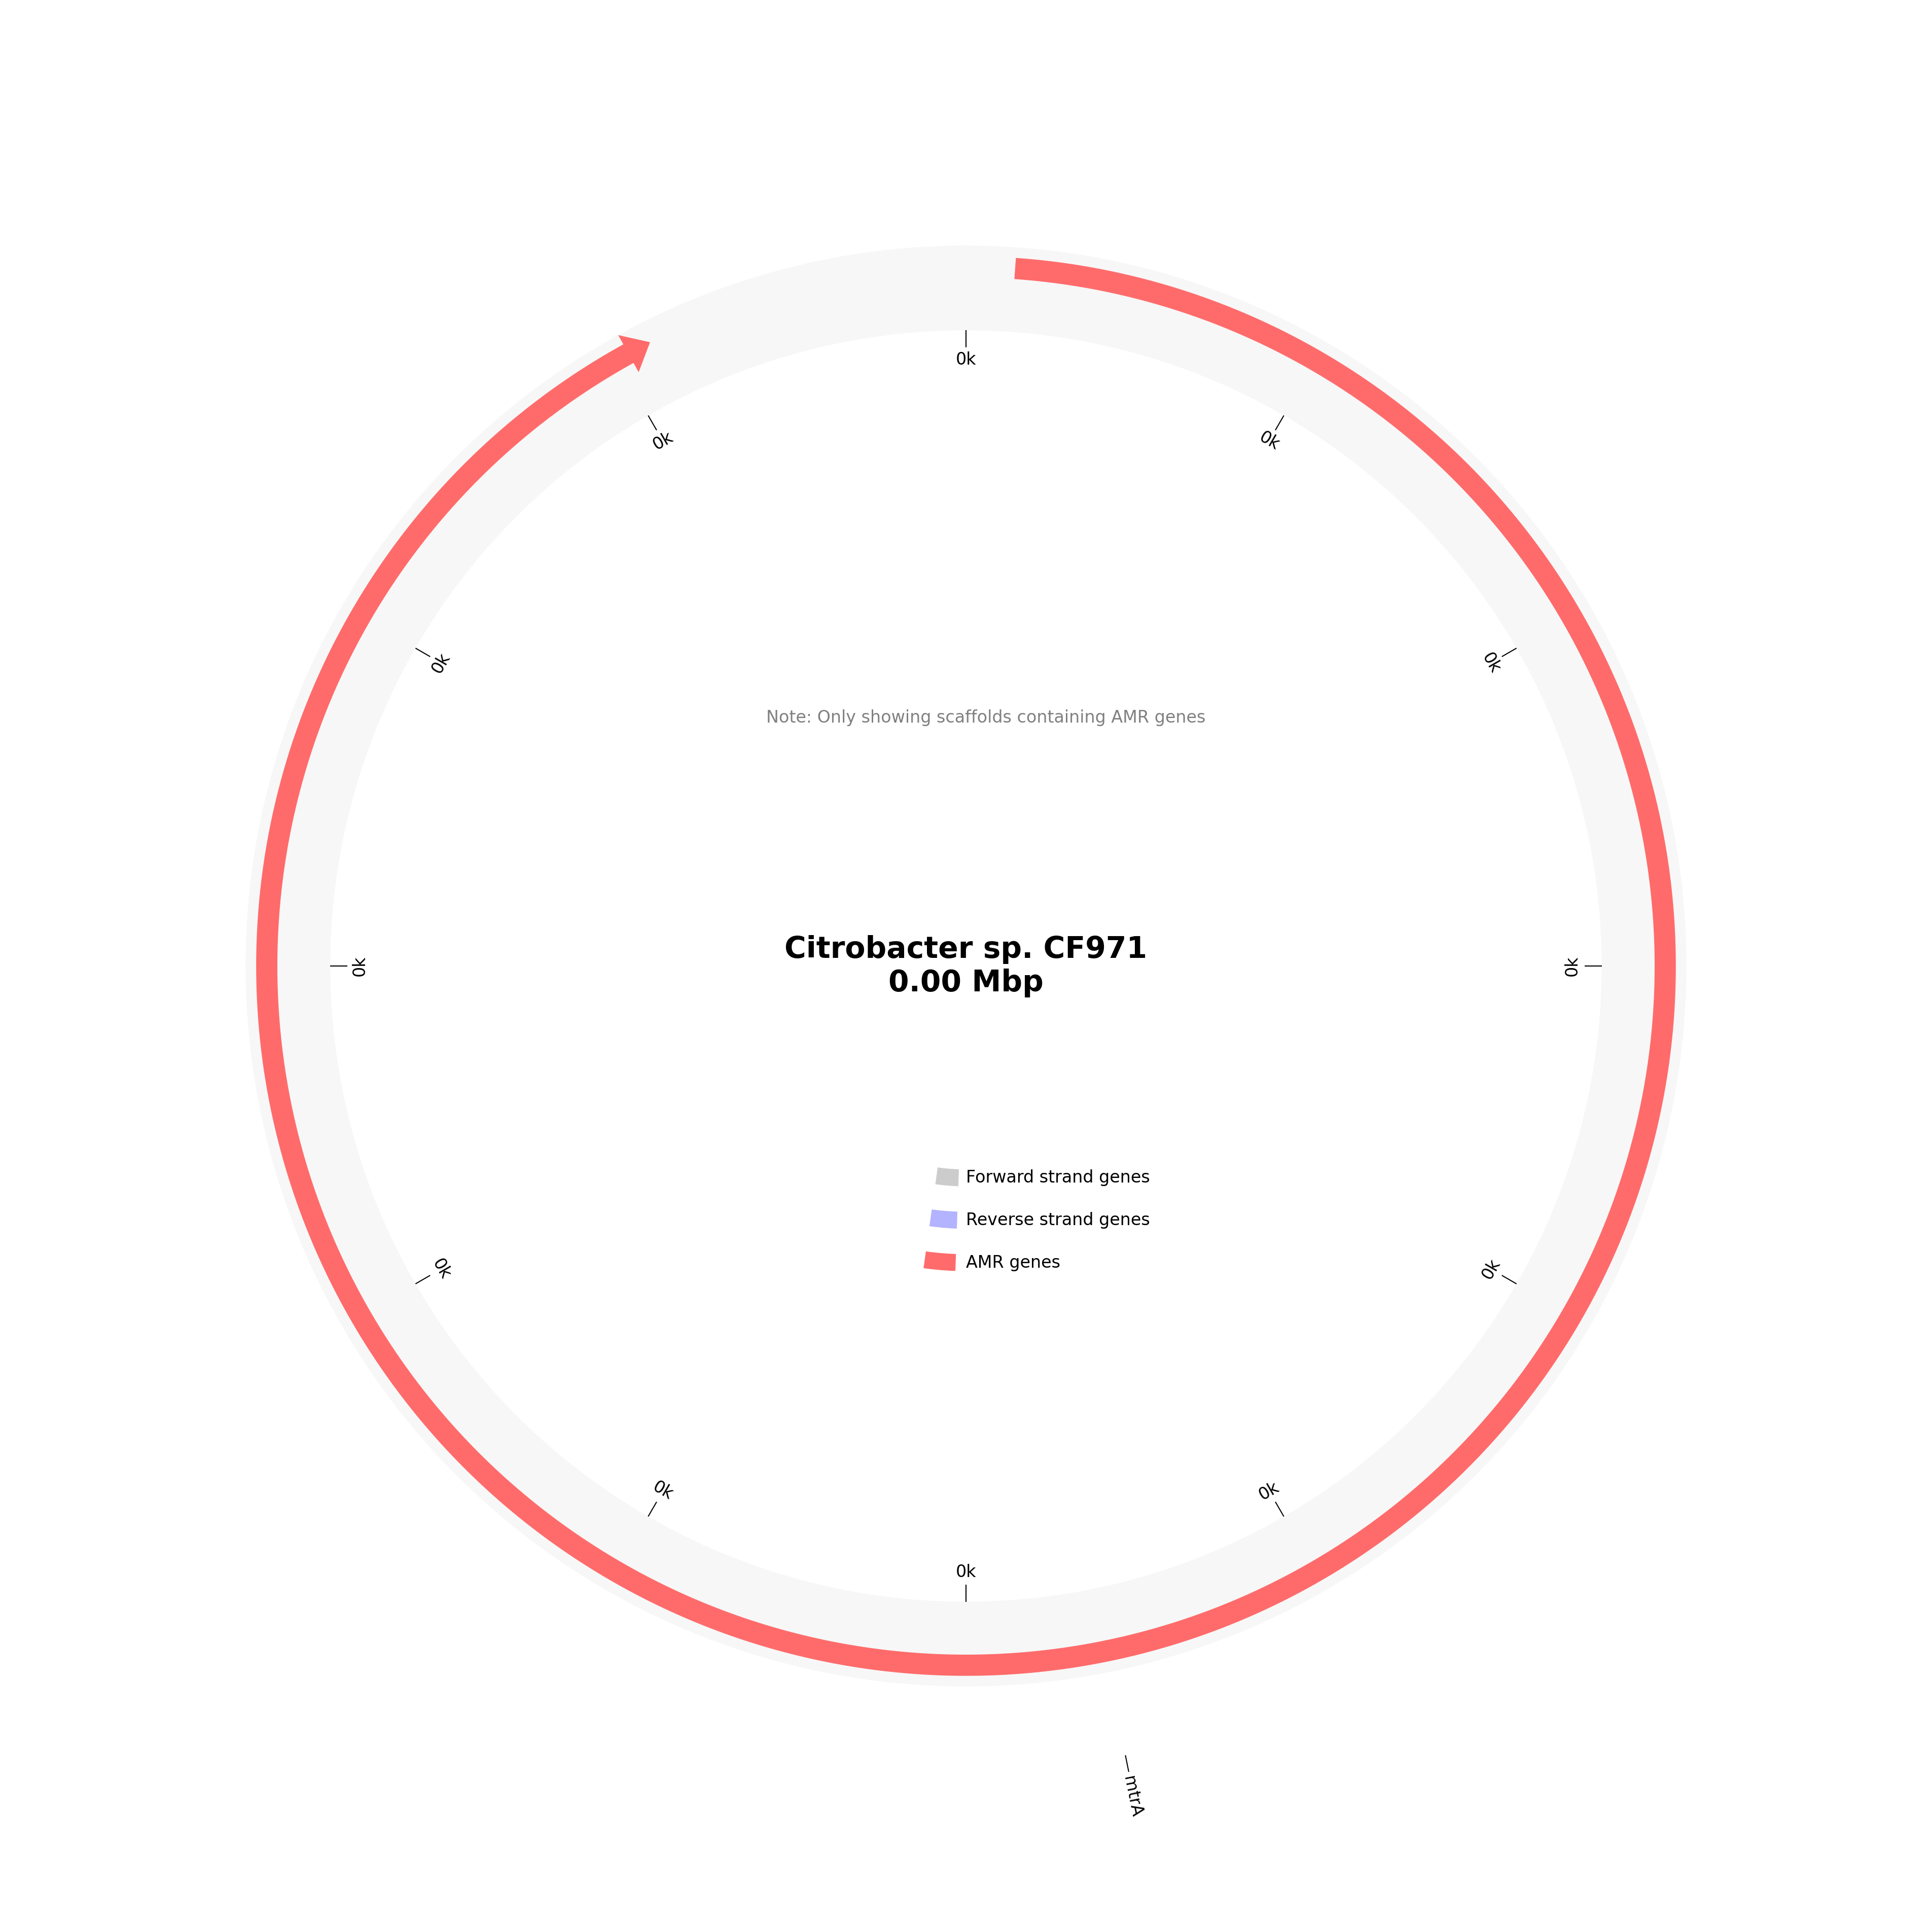 0k
0k
0k
0k
0k
0k
0k
0k
0k
0k
0k
0k
Note: Only showing scaffolds containing AMR genes
Citrobacter sp. CF971
0.00 Mbp
Forward strand genes
Reverse strand genes
AMR genes
mtrA